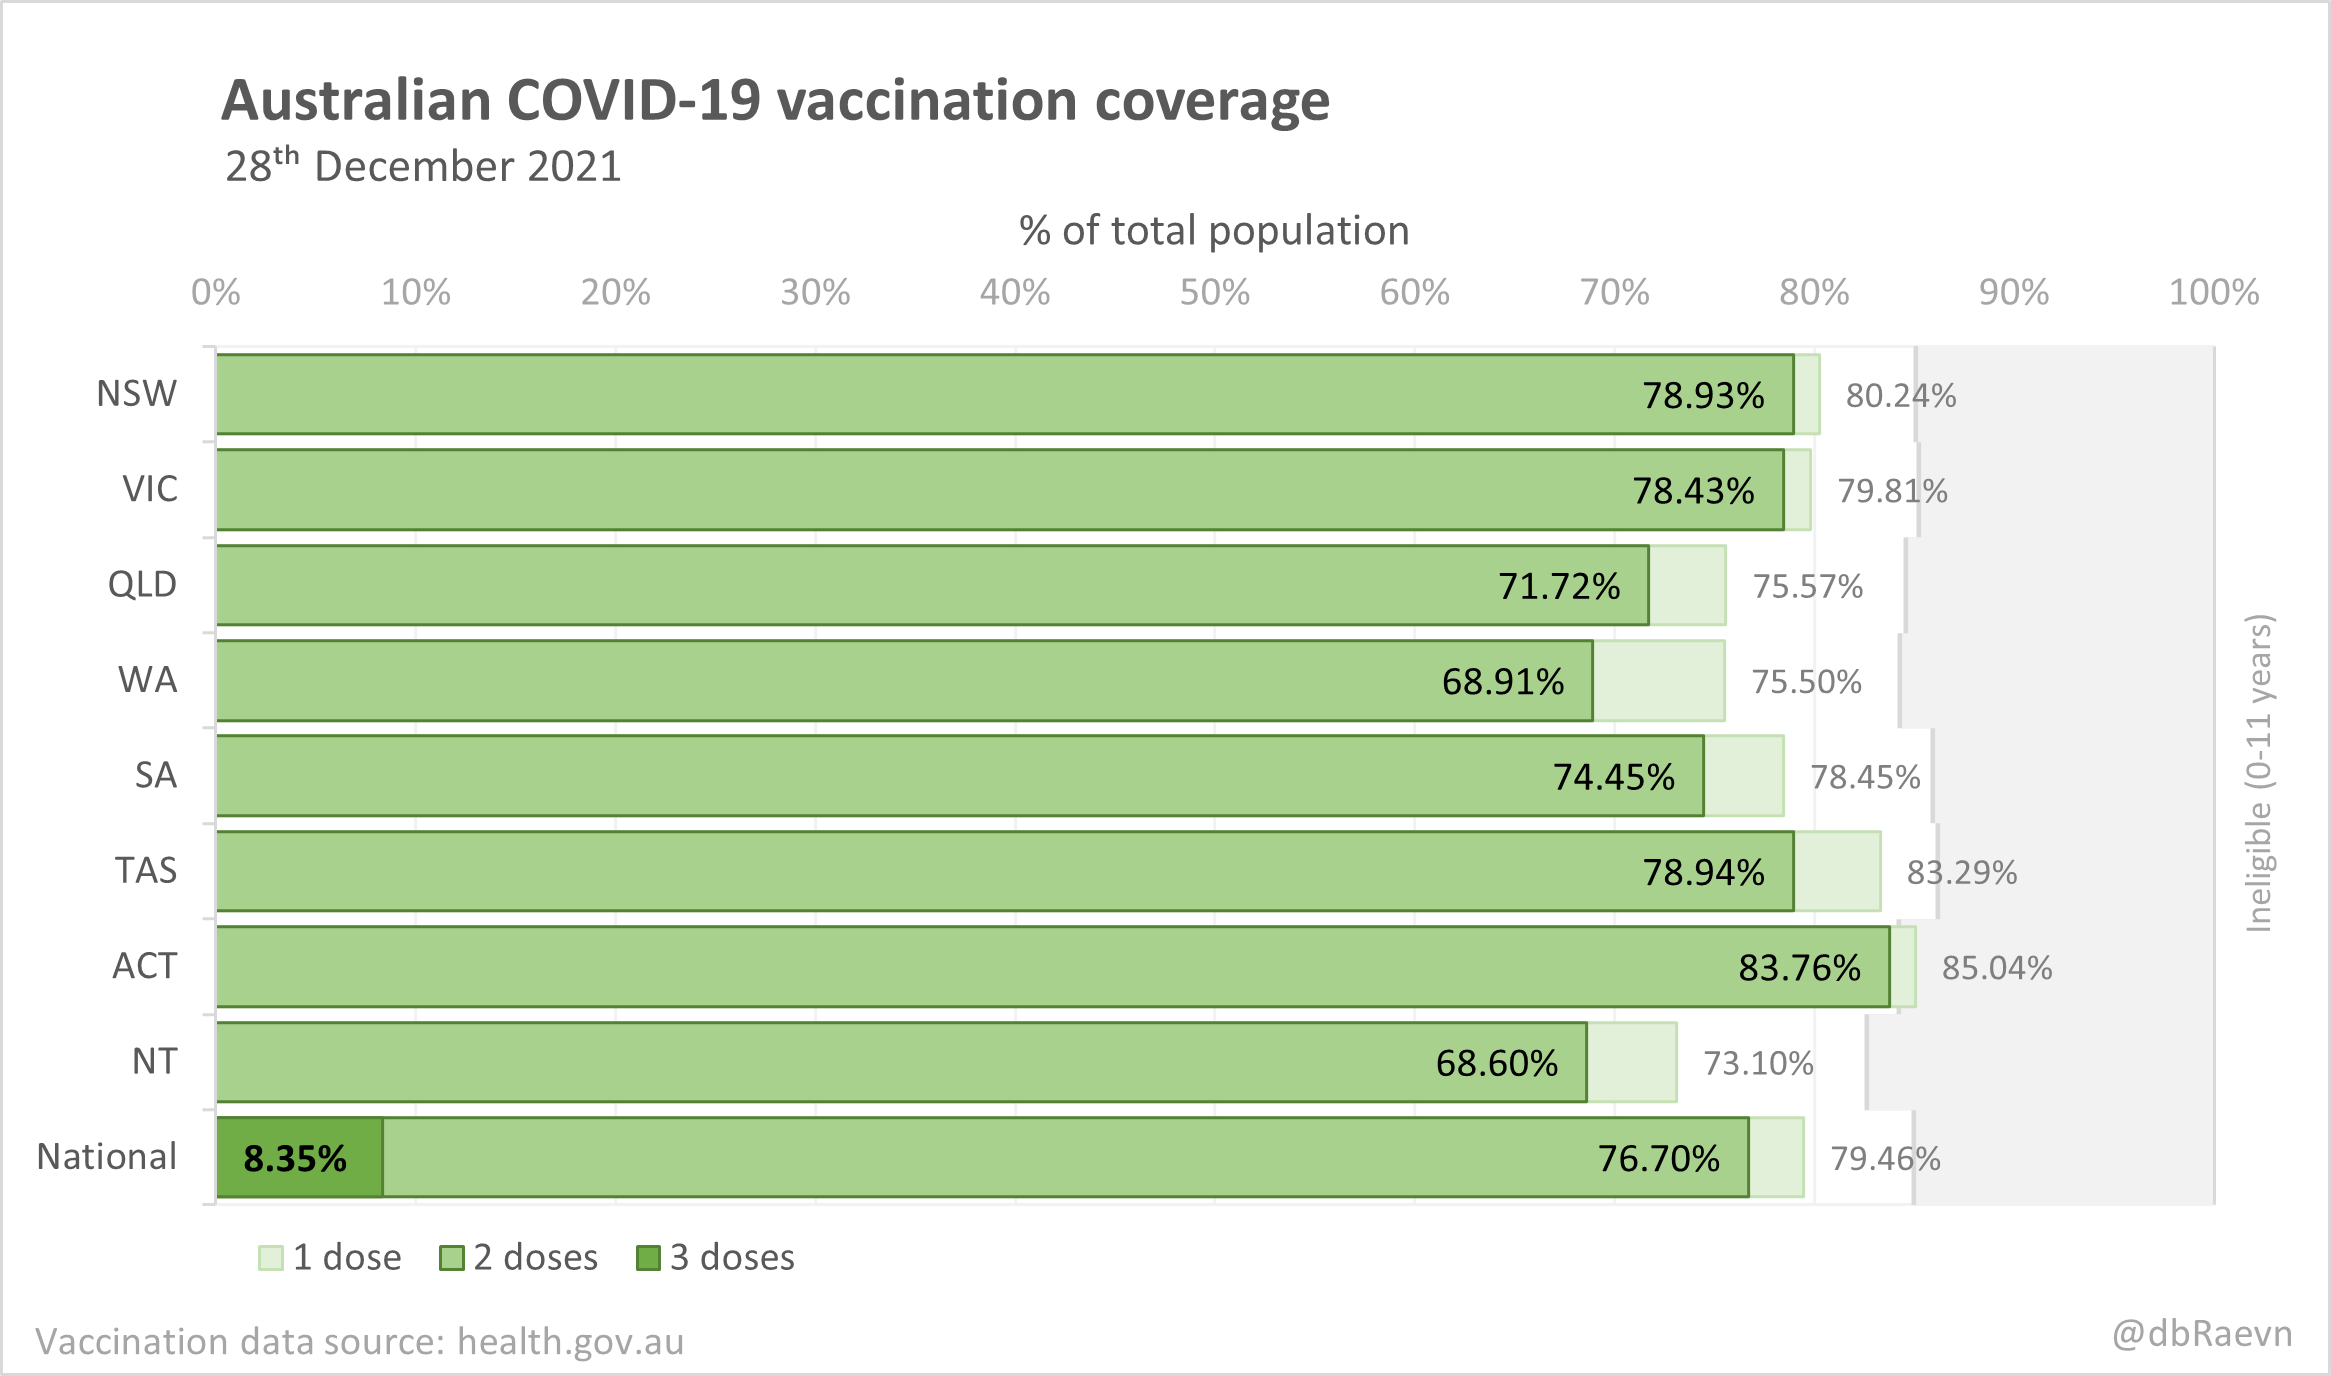 Australian COVID-19 vaccination coverage
28th December 2021
% of total population
0% 10% 20% 30% 40% 50% 60% 70% 80% 90% 100%
NSW 78.93% 80.24%
VIC 78.43% 79.81%
QLD 71.72% 75.57%
WA 68.91% 75.50%
SA 74.45% 78.45%
TAS 78.94% 83.29%
ACT 83.76% 85.04%
NT 68.60% 73.10%
National 8.35% 76.70% 79.46%
Ineligible (0-11 years)
1 dose 2 doses 3 doses
Vaccination data source: health.gov.au
@dbRaevn